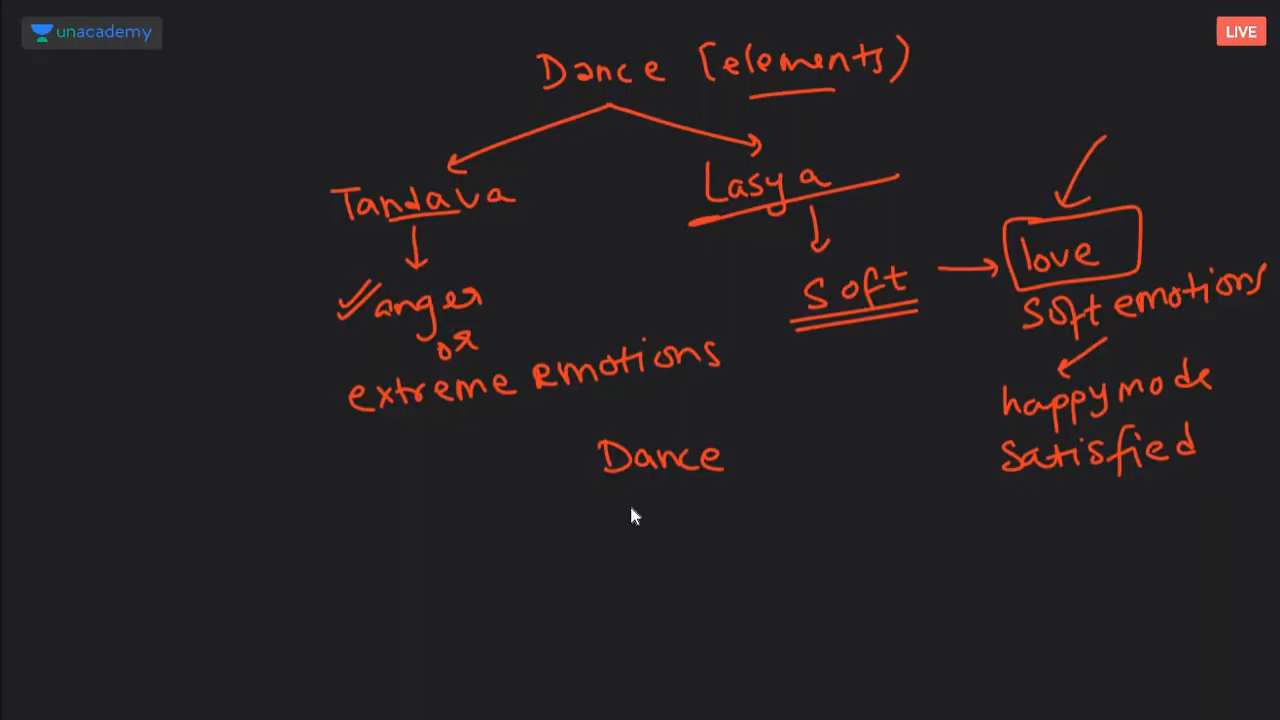 unacademy
LIVE
Dance (elements)
Tandava
Lasya
anger
or
extreme emotions
soft
love
soft emotions
happy mode
satisfied
Dance